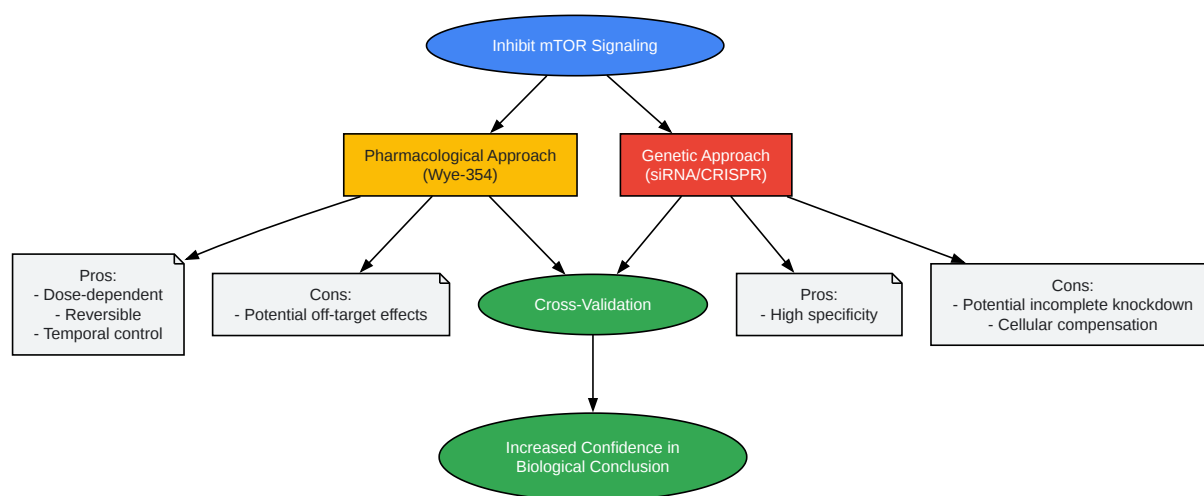 Inhibit mTOR Signaling
Pharmacological Approach
(Wye-354)
Genetic Approach
(siRNA/CRISPR)
Pros:
- Dose-dependent
- Reversible
- Temporal control
Cons:
- Potential off-target effects
Cross-Validation
Pros:
- High specificity
Cons:
- Potential incomplete knockdown
- Cellular compensation
Increased Confidence in
Biological Conclusion